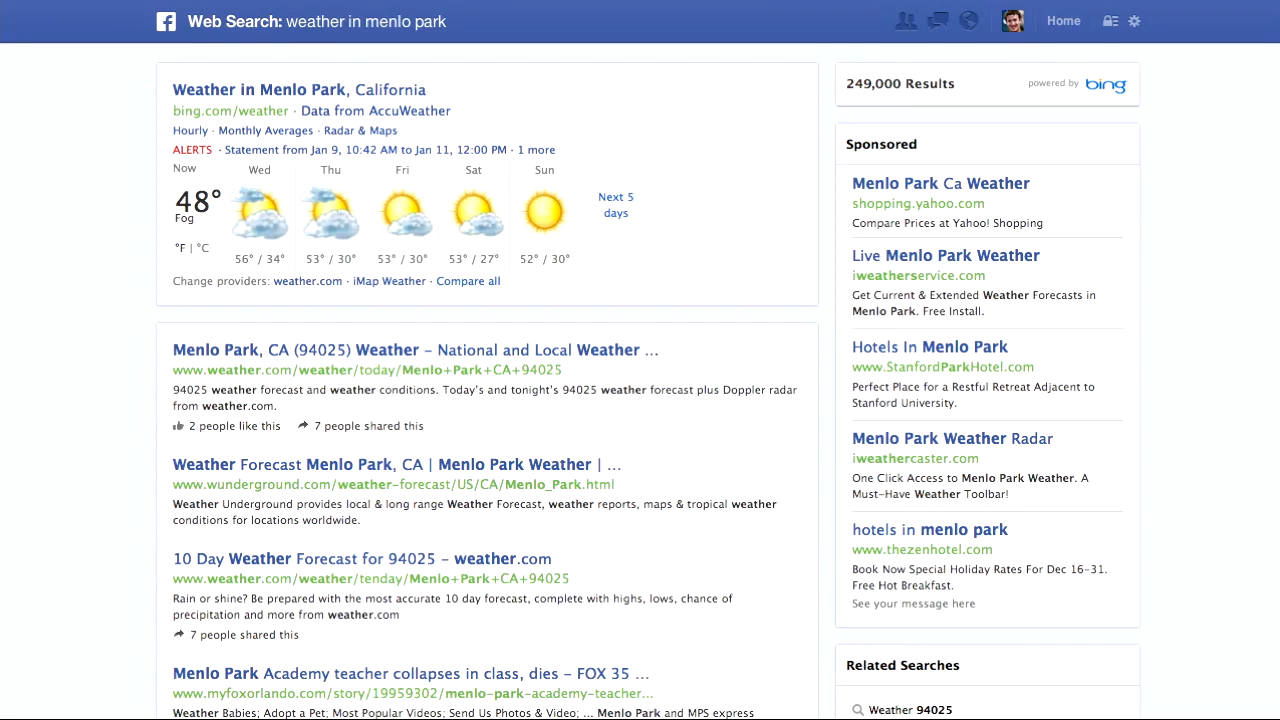 Web Search: weather in menlo park
Home
Weather in Menlo Park, California
bing.com/weather · Data from AccuWeather
Hourly · Monthly Averages · Radar & Maps
ALERTS · Statement from Jan 9, 10:42 AM to Jan 11, 12:00 PM · 1 more
Now Wed Thu Fri Sat Sun
48°
Fog
Next 5
days
°F | °C
56° / 34° 53° / 30° 53° / 30° 53° / 27° 52° / 30°
Change providers: weather.com · iMap Weather · Compare all
Menlo Park, CA (94025) Weather – National and Local Weather ...
www.weather.com/weather/today/Menlo+Park+CA+94025
94025 weather forecast and weather conditions. Today's and tonight's 94025 weather forecast plus Doppler radar
from weather.com.
2 people like this 7 people shared this
Weather Forecast Menlo Park, CA | Menlo Park Weather | ...
www.wunderground.com/weather-forecast/US/CA/Menlo_Park.html
Weather Underground provides local & long range Weather Forecast, weather reports, maps & tropical weather
conditions for locations worldwide.
10 Day Weather Forecast for 94025 – weather.com
www.weather.com/weather/tenday/Menlo+Park+CA+94025
Rain or shine? Be prepared with the most accurate 10 day forecast, complete with highs, lows, chance of
precipitation and more from weather.com
7 people shared this
Menlo Park Academy teacher collapses in class, dies – FOX 35 ...
www.myfoxorlando.com/story/19959302/menlo-park-academy-teacher...
Weather Babies; Adopt a Pet; Most Popular Videos; Send Us Photos & Video; ... Menlo Park and MPS express
249,000 Results powered by bing
Sponsored
Menlo Park Ca Weather
shopping.yahoo.com
Compare Prices at Yahoo! Shopping
Live Menlo Park Weather
iweatherservice.com
Get Current & Extended Weather Forecasts in
Menlo Park. Free Install.
Hotels In Menlo Park
www.StanfordParkHotel.com
Perfect Place for a Restful Retreat Adjacent to
Stanford University.
Menlo Park Weather Radar
iweathercaster.com
One Click Access to Menlo Park Weather. A
Must-Have Weather Toolbar!
hotels in menlo park
www.thezenhotel.com
Book Now Special Holiday Rates For Dec 16-31.
Free Hot Breakfast.
See your message here
Related Searches
Weather 94025